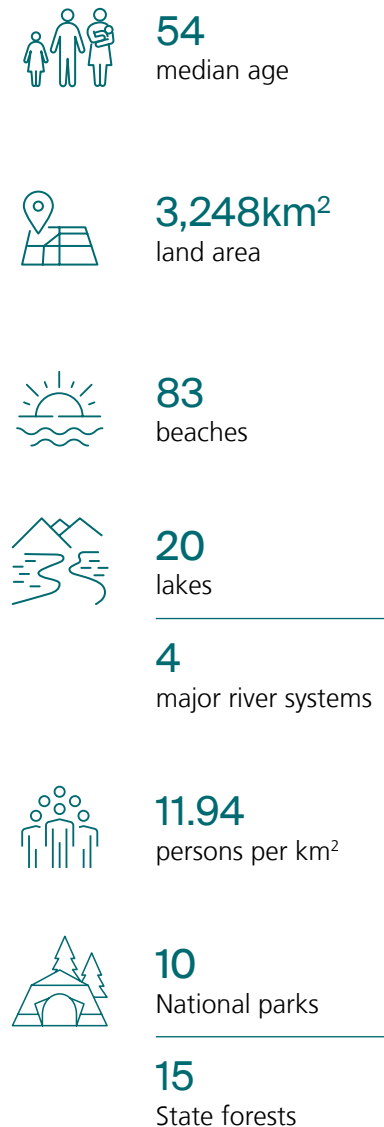 54
median age
3,248km²
land area
83
beaches
20
lakes
4
major river systems
11.94
persons per km²
10
National parks
15
State forests